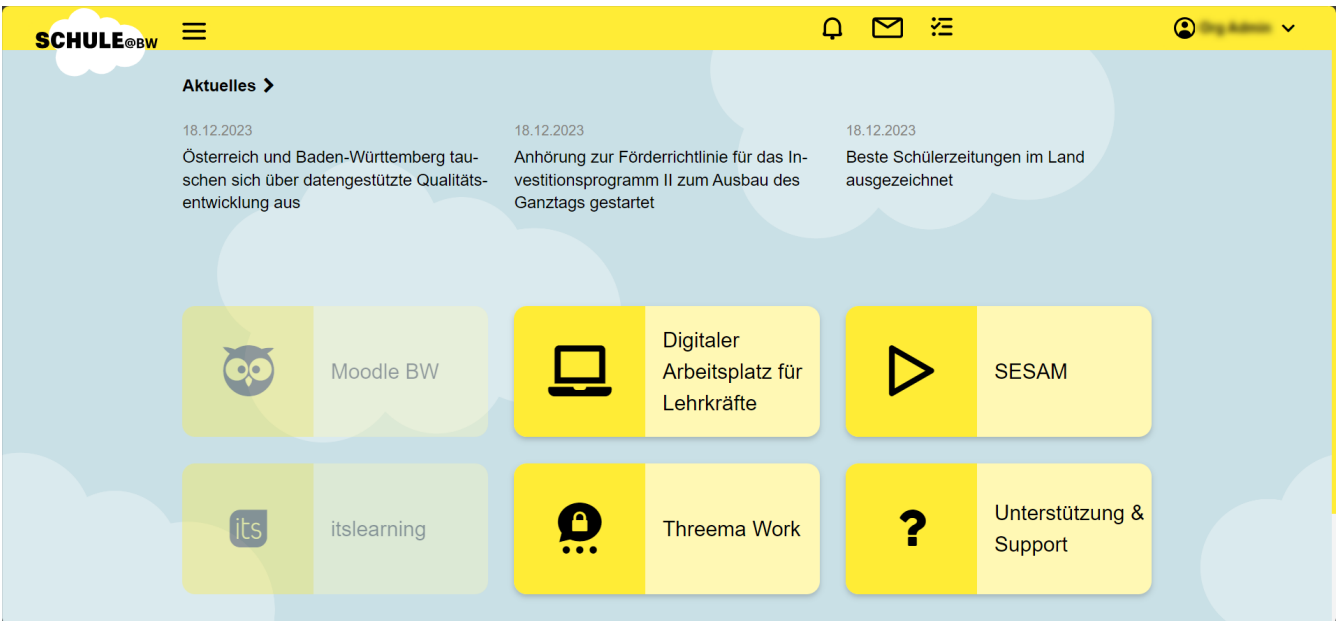 SCHULE@BW
Aktuelles
18.12.2023
Österreich und Baden-Württemberg tau-
schen sich über datengestützte Qualitäts-
entwicklung aus
18.12.2023
Anhörung zur Förderrichtlinie für das In-
vestitionsprogramm II zum Ausbau des
Ganztags gestartet
18.12.2023
Beste Schülerzeitungen im Land
ausgezeichnet
Moodle BW
Digitaler
Arbeitsplatz für
Lehrkräfte
SESAM
its
itslearning
Threema Work
?
Unterstützung &
Support